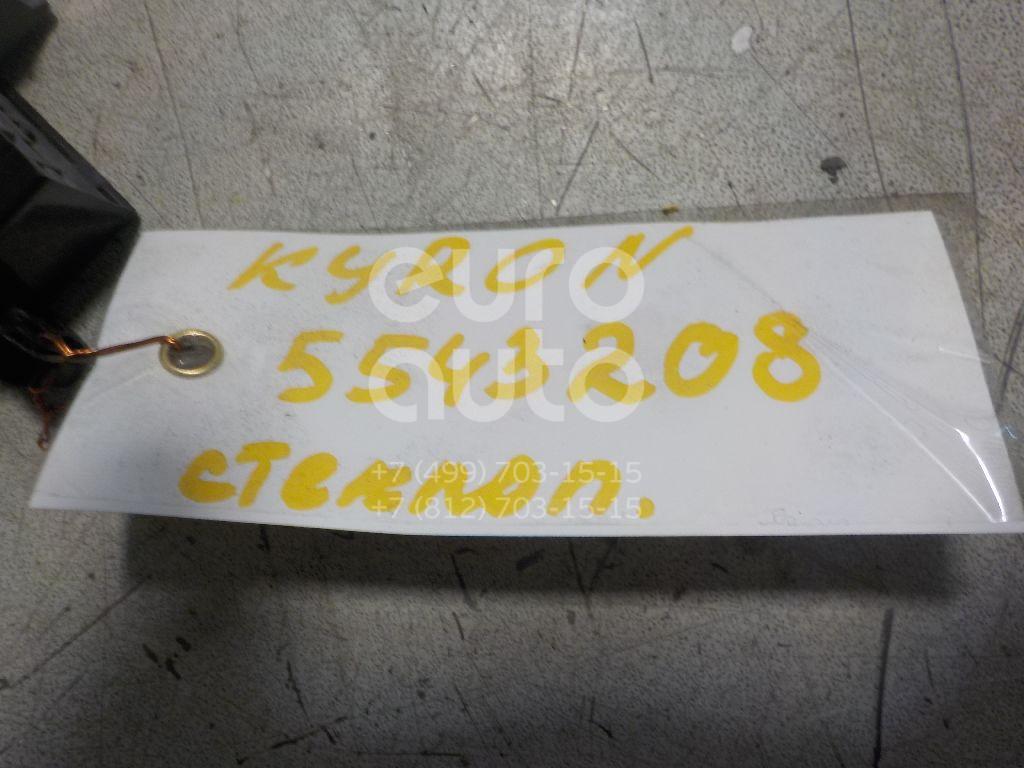 KYRON
euro
5543208
auto
стеклоп.
+7 (499) 703-15-15
+7 (812) 703-15-15